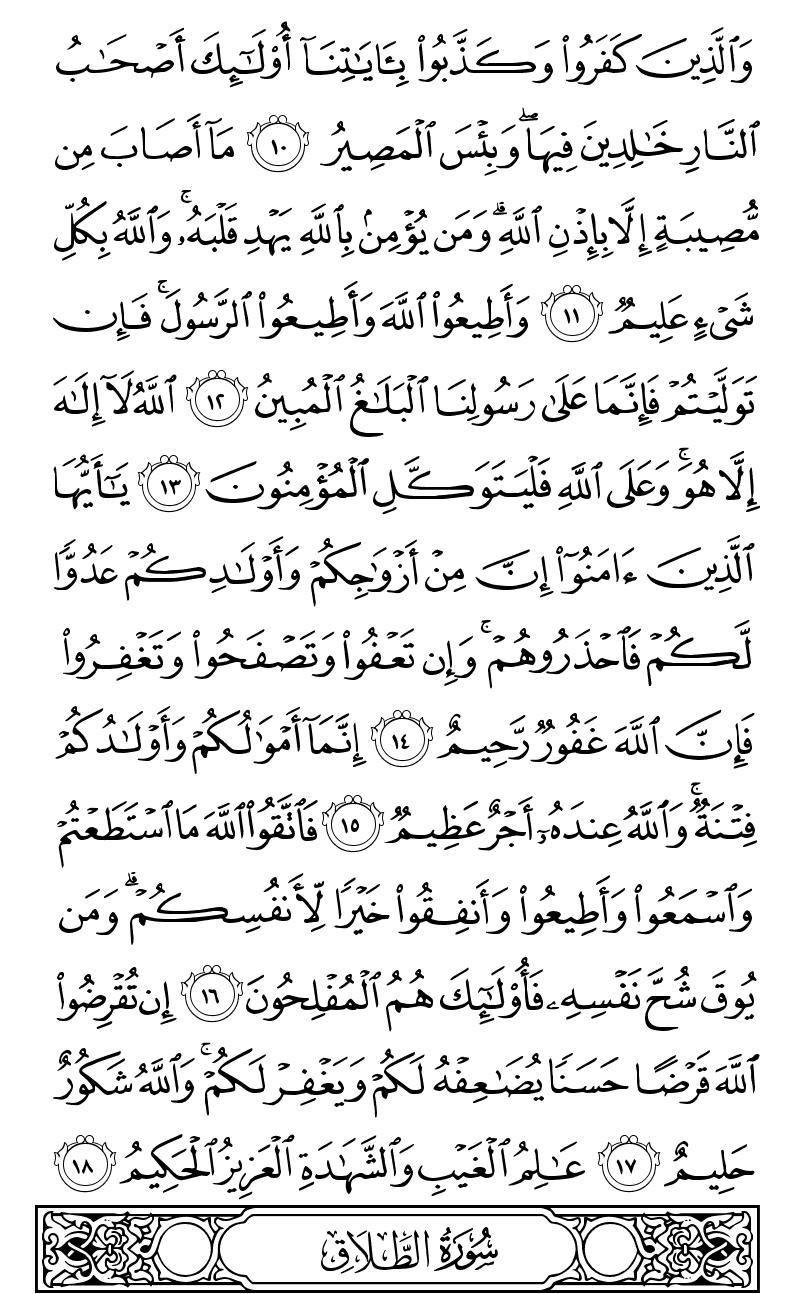 وَٱلَّذِينَ كَفَرُوا۟ وَكَذَّبُوا۟ بِـَٔايَـٰتِنَآ أُو۟لَـٰٓئِكَ أَصْحَـٰبُ
ٱلنَّارِ خَـٰلِدِينَ فِيهَا ۖ وَبِئْسَ ٱلْمَصِيرُ ١٠ مَآ أَصَابَ مِن
مُّصِيبَةٍ إِلَّا بِإِذْنِ ٱللَّهِ ۗ وَمَن يُؤْمِنۢ بِٱللَّهِ يَهْدِ قَلْبَهُۥ ۚ وَٱللَّهُ بِكُلِّ
شَىْءٍ عَلِيمٌ ١١ وَأَطِيعُوا۟ ٱللَّهَ وَأَطِيعُوا۟ ٱلرَّسُولَ ۚ فَإِن
تَوَلَّيْتُمْ فَإِنَّمَا عَلَىٰ رَسُولِنَا ٱلْبَلَـٰغُ ٱلْمُبِينُ ١٢ ٱللَّهُ لَآ إِلَـٰهَ
إِلَّا هُوَ ۚ وَعَلَى ٱللَّهِ فَلْيَتَوَكَّلِ ٱلْمُؤْمِنُونَ ١٣ يَـٰٓأَيُّهَا
ٱلَّذِينَ ءَامَنُوٓا۟ إِنَّ مِنْ أَزْوَٰجِكُمْ وَأَوْلَـٰدِكُمْ عَدُوًّا
لَّكُمْ فَٱحْذَرُوهُمْ ۚ وَإِن تَعْفُوا۟ وَتَصْفَحُوا۟ وَتَغْفِرُوا۟
فَإِنَّ ٱللَّهَ غَفُورٌ رَّحِيمٌ ١٤ إِنَّمَآ أَمْوَٰلُكُمْ وَأَوْلَـٰدُكُمْ
فِتْنَةٌ ۚ وَٱللَّهُ عِندَهُۥٓ أَجْرٌ عَظِيمٌ ١٥ فَٱتَّقُوا۟ ٱللَّهَ مَا ٱسْتَطَعْتُمْ
وَٱسْمَعُوا۟ وَأَطِيعُوا۟ وَأَنفِقُوا۟ خَيْرًا لِّأَنفُسِكُمْ ۗ وَمَن
يُوقَ شُحَّ نَفْسِهِۦ فَأُو۟لَـٰٓئِكَ هُمُ ٱلْمُفْلِحُونَ ١٦ إِن تُقْرِضُوا۟
ٱللَّهَ قَرْضًا حَسَنًا يُضَـٰعِفْهُ لَكُمْ وَيَغْفِرْ لَكُمْ ۚ وَٱللَّهُ شَكُورٌ
حَلِيمٌ ١٧ عَـٰلِمُ ٱلْغَيْبِ وَٱلشَّهَـٰدَةِ ٱلْعَزِيزُ ٱلْحَكِيمُ ١٨
سُورَةُ الطَّلَاقِ